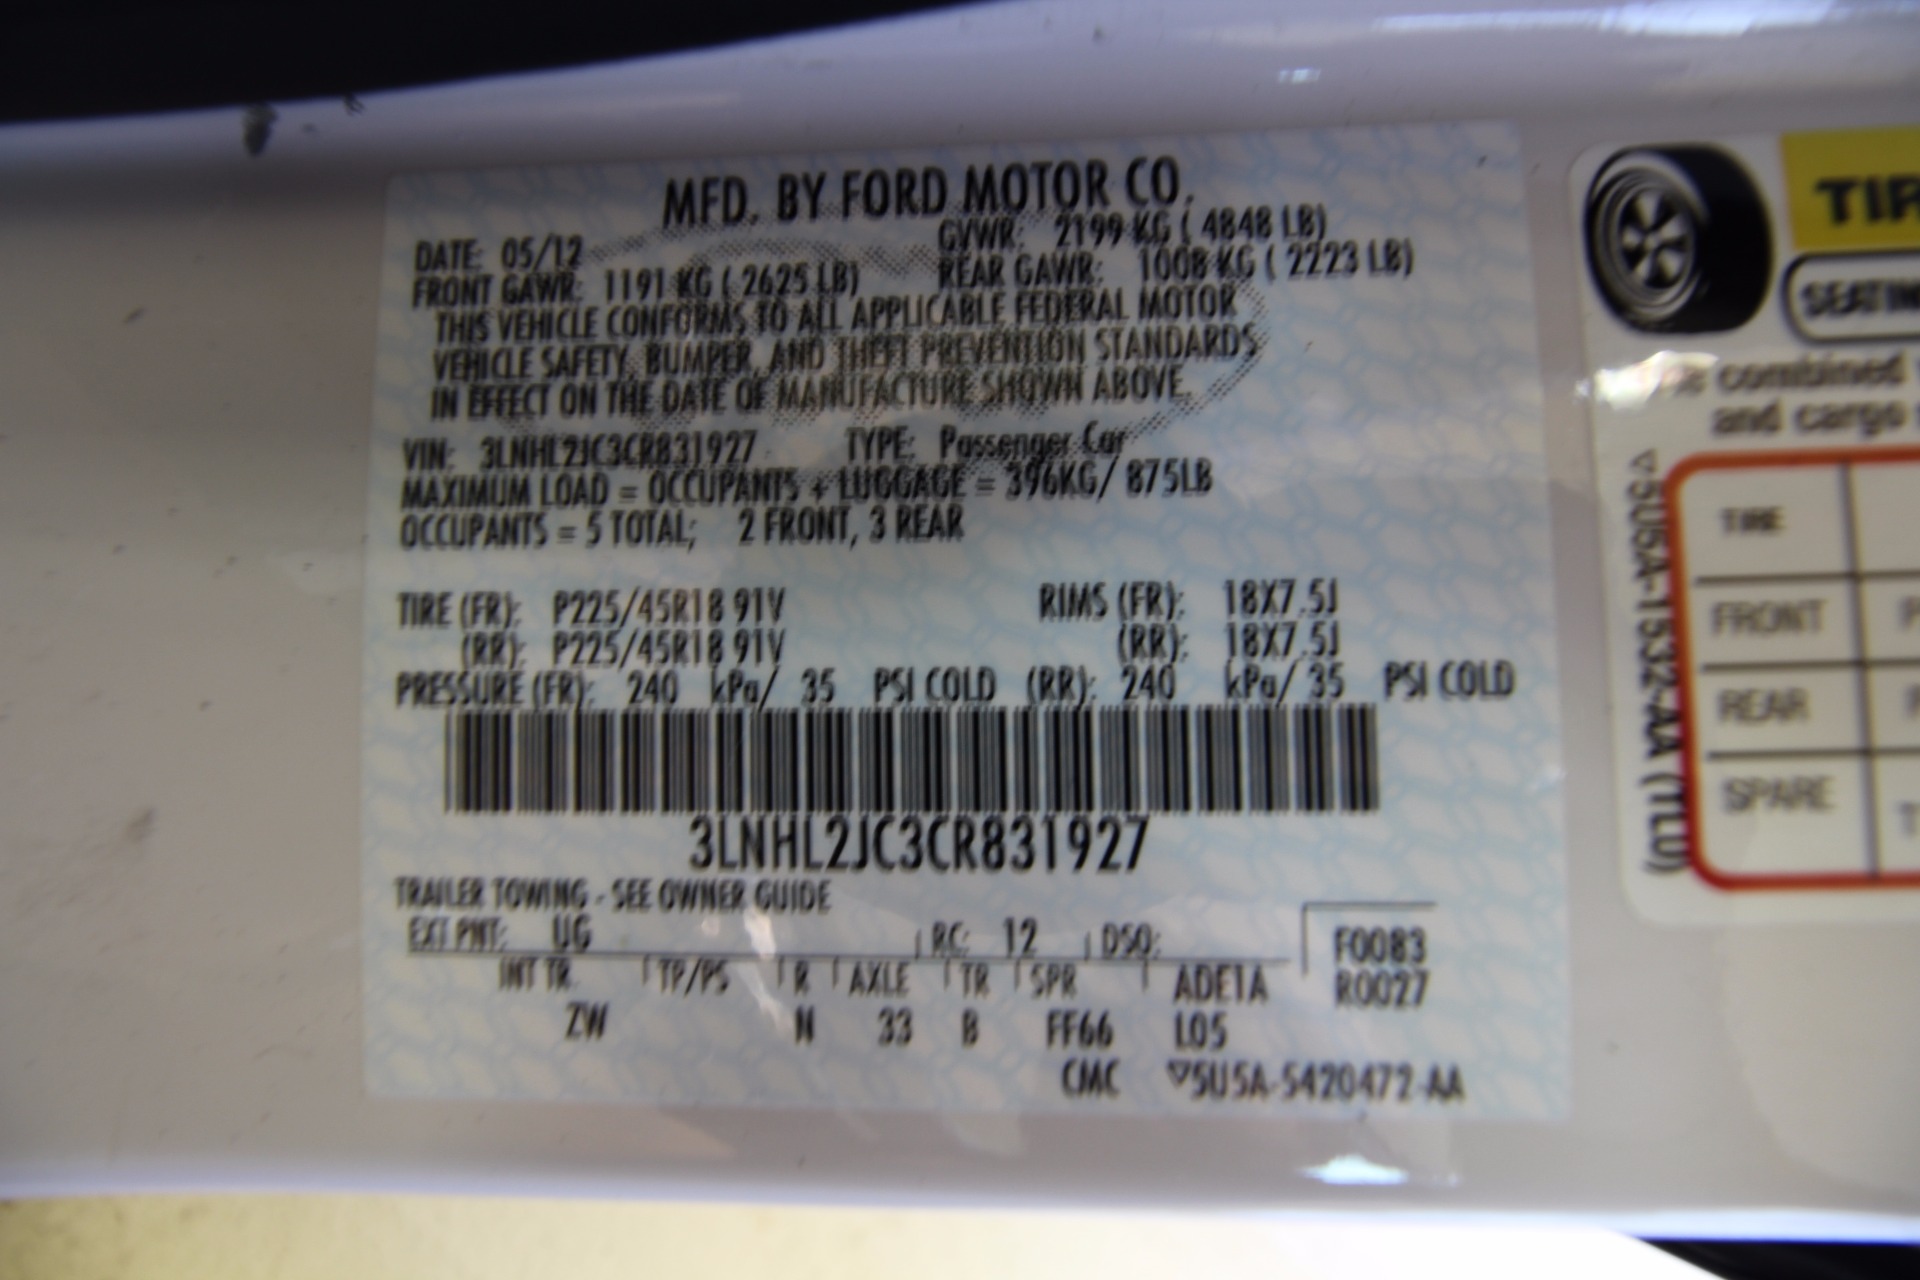 MFD. BY FORD MOTOR CO.
DATE: 05/12 GVWR: 2199 KG ( 4848 LB)
FRONT GAWR: 1191 KG ( 2625 LB) REAR GAWR: 1008 KG ( 2223 LB)
THIS VEHICLE CONFORMS TO ALL APPLICABLE FEDERAL MOTOR
VEHICLE SAFETY, BUMPER, AND THEFT PREVENTION STANDARDS
IN EFFECT ON THE DATE OF MANUFACTURE SHOWN ABOVE.
VIN: 3LNHL2JC3CR831927 TYPE: Passenger Car
MAXIMUM LOAD = OCCUPANTS + LUGGAGE = 396KG/ 875LB
OCCUPANTS = 5 TOTAL; 2 FRONT, 3 REAR
TIRE (FR): P225/45R18 91V RIMS (FR): 18X7.5J
(RR): P225/45R18 91V (RR): 18X7.5J
PRESSURE (FR): 240 kPa/ 35 PSI COLD (RR): 240 kPa/ 35 PSI COLD
3LNHL2JC3CR831927
TRAILER TOWING - SEE OWNER GUIDE
EXT PNT: UG RC: 12 DSO: F0083
INT TR TP/PS R AXLE TR SPR ADE1A R0027
ZW N 33 B FF66 L05
CMC ▽5U5A-5420472-AA
TIR
SEATIN
combined
and cargo
TIRE
FRONT P
REAR P
SPARE T
▽5U5A-1532-AA (TLU)